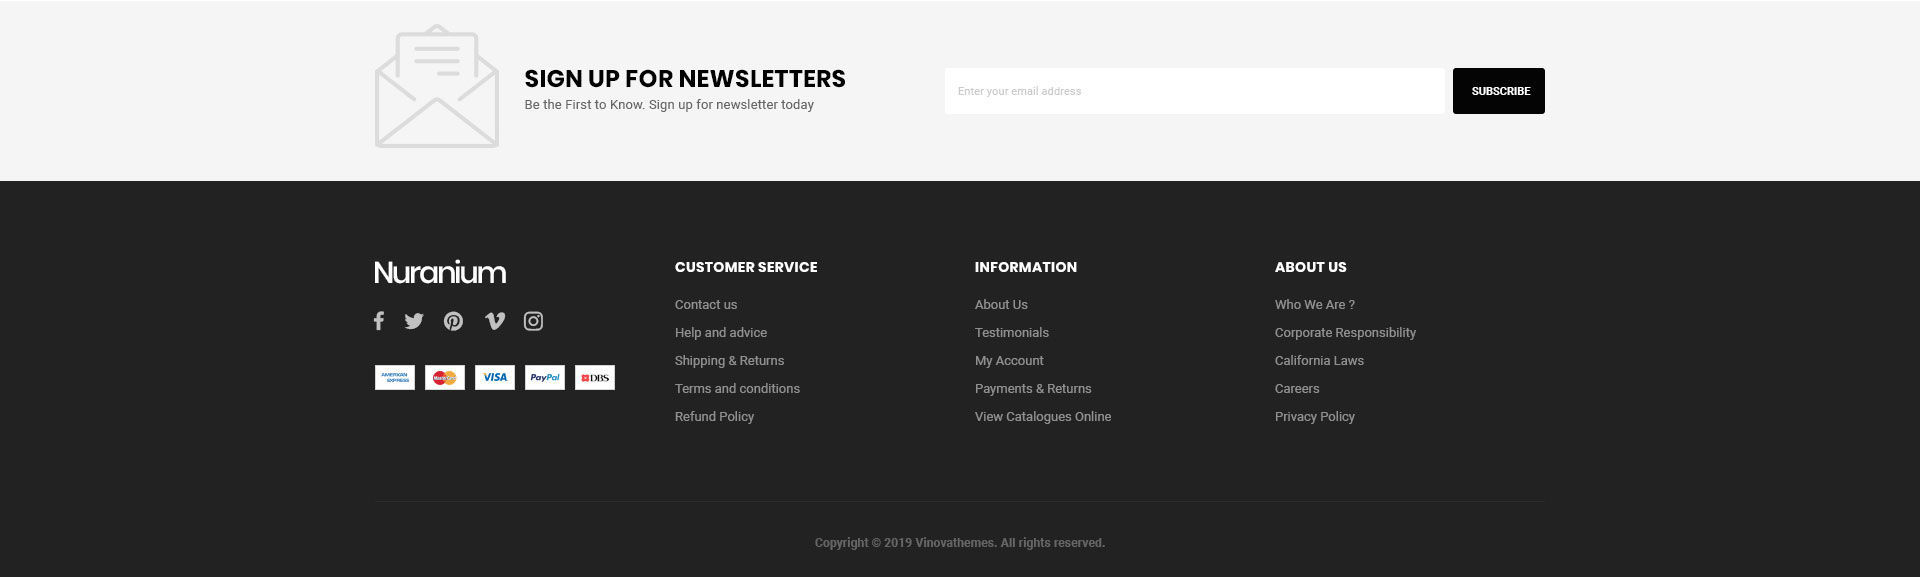 SIGN UP FOR NEWSLETTERS
Be the First to Know. Sign up for newsletter today
Enter your email address
SUBSCRIBE
Nuranium
AMERICAN
EXPRESS
MasterCard
VISA
PayPal
DBS
CUSTOMER SERVICE
Contact us
Help and advice
Shipping & Returns
Terms and conditions
Refund Policy
INFORMATION
About Us
Testimonials
My Account
Payments & Returns
View Catalogues Online
ABOUT US
Who We Are ?
Corporate Responsibility
California Laws
Careers
Privacy Policy
Copyright © 2019 Vinovathemes. All rights reserved.